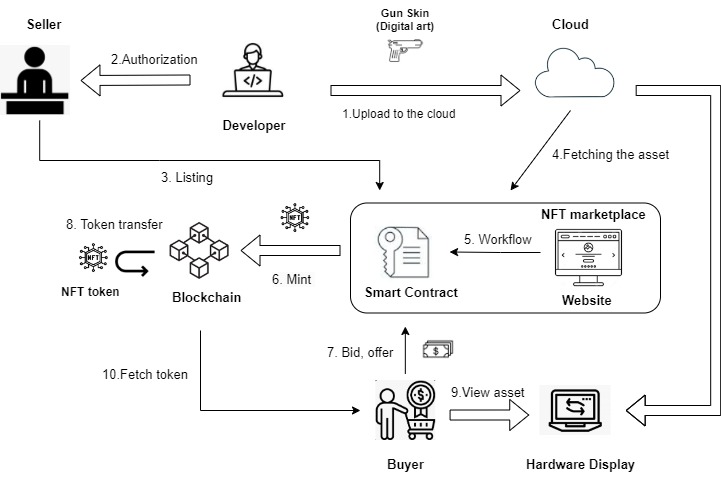 Seller
Gun Skin
(Digital art)
Cloud
2.Authorization
</>
Developer
1.Upload to the cloud
4.Fetching the asset
3. Listing
NFT
NFT marketplace
8. Token transfer
5. Workflow
NFT
6. Mint
NFT token
Blockchain
Smart Contract
Website
7. Bid, offer
$
10.Fetch token
$
9.View asset
Buyer
Hardware Display